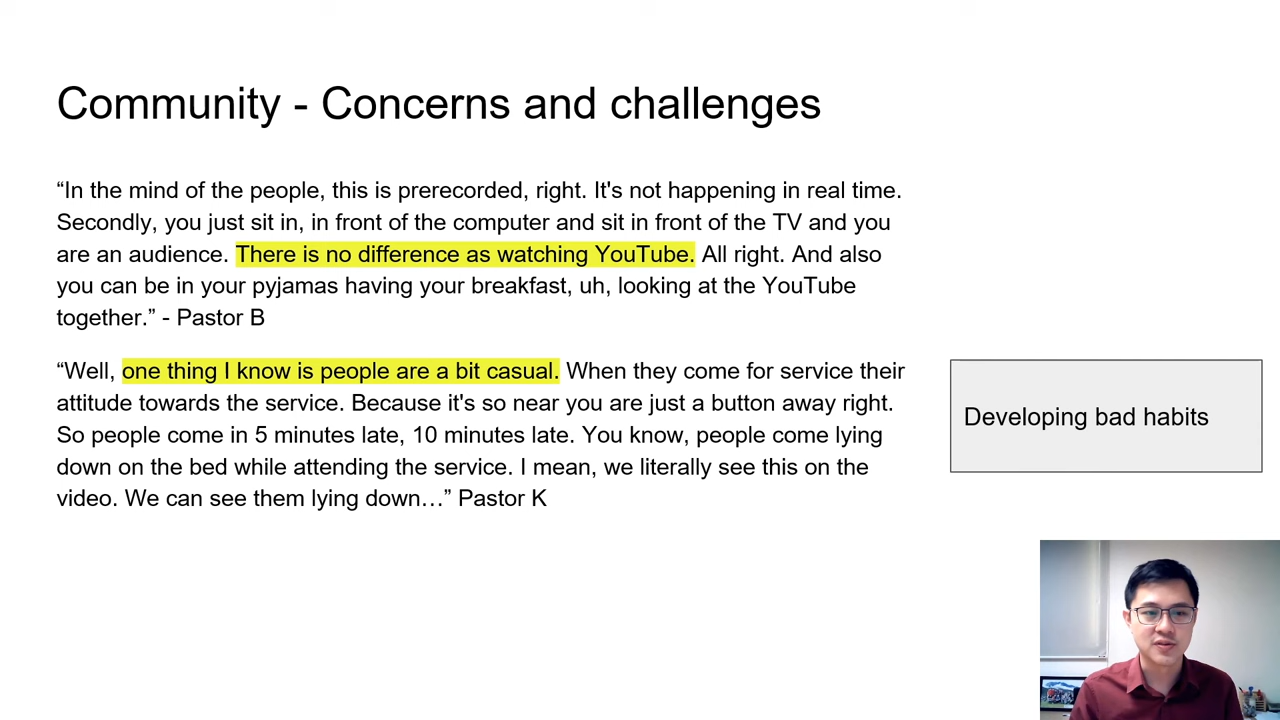 Community - Concerns and challenges
“In the mind of the people, this is prerecorded, right. It's not happening in real time.
Secondly, you just sit in, in front of the computer and sit in front of the TV and you
are an audience. There is no difference as watching YouTube. All right. And also
you can be in your pyjamas having your breakfast, uh, looking at the YouTube
together.” - Pastor B
“Well, one thing I know is people are a bit casual. When they come for service their
attitude towards the service. Because it's so near you are just a button away right.
So people come in 5 minutes late, 10 minutes late. You know, people come lying
down on the bed while attending the service. I mean, we literally see this on the
video. We can see them lying down…” Pastor K
Developing bad habits